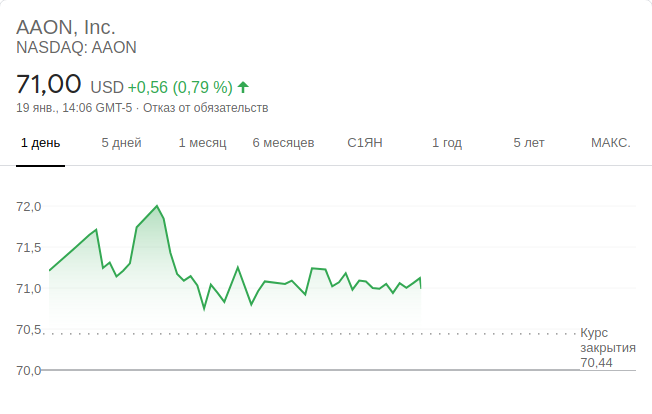 AAON, Inc.
NASDAQ: AAON
71,00 USD +0,56 (0,79 %)
19 янв., 14:06 GMT-5 · Отказ от обязательств
1 день 5 дней 1 месяц 6 месяцев С1ЯН 1 год 5 лет МАКС.
72,0
71,5
71,0
70,5
Курс
закрытия
70,44
70,0